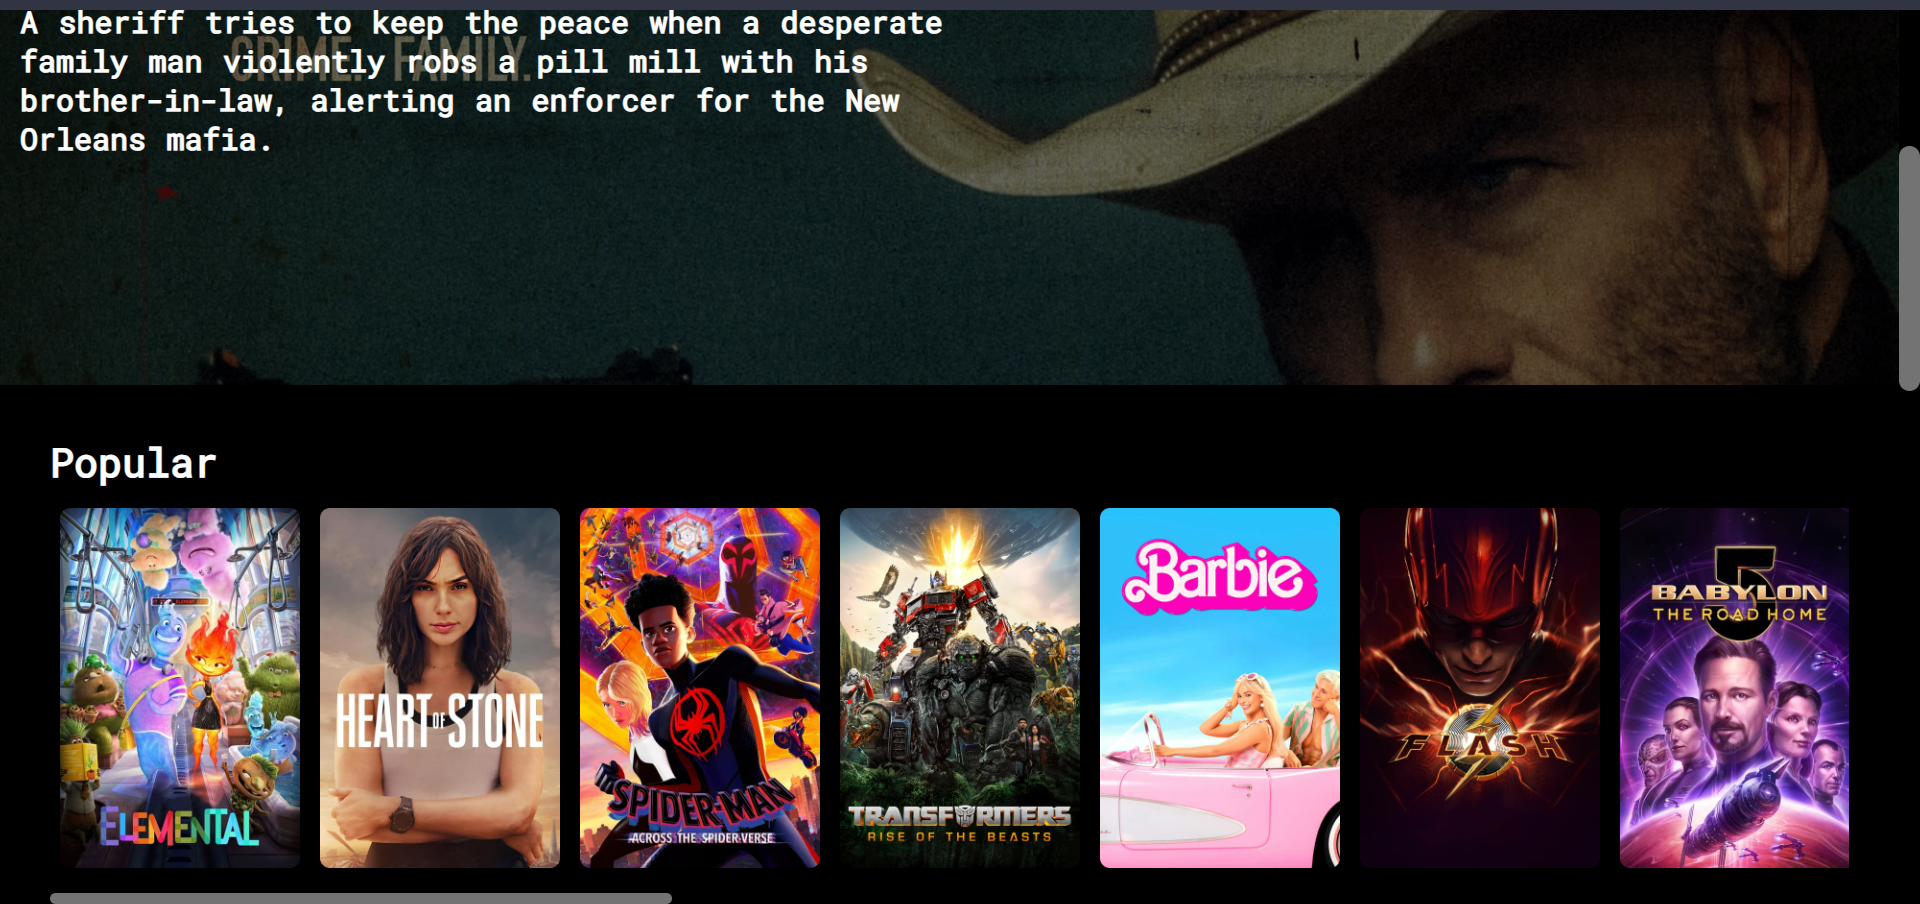 A sheriff tries to keep the peace when a desperate
family man violently robs a pill mill with his
brother-in-law, alerting an enforcer for the New
Orleans mafia.
CRIME. FAMILY.
Popular
ELEMENTAL
HEART OF STONE
SPIDER-MAN
ACROSS THE SPIDER-VERSE
TRANSFORMERS
RISE OF THE BEASTS
Barbie
FLASH
BABYLON
5
THE ROAD HOME